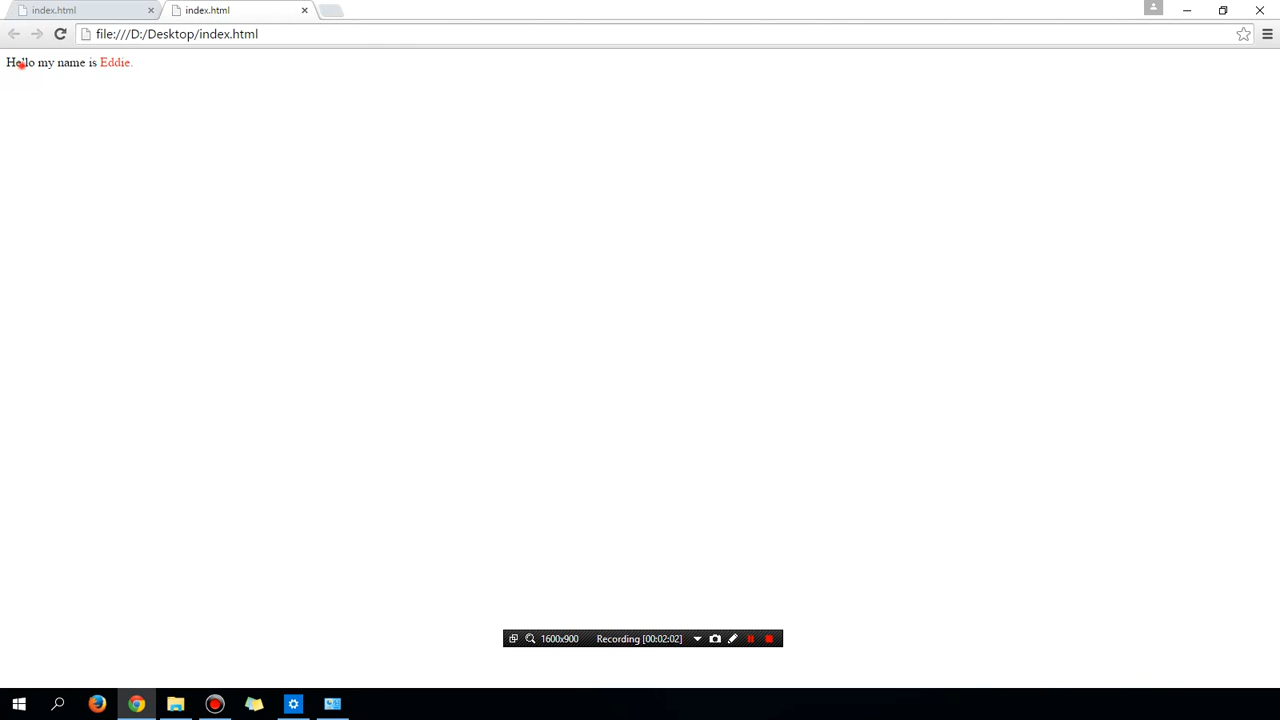 index.html
index.html
file:///D:/Desktop/index.html
Hello my name is Eddie.
1600x900 Recording [00:02:02]